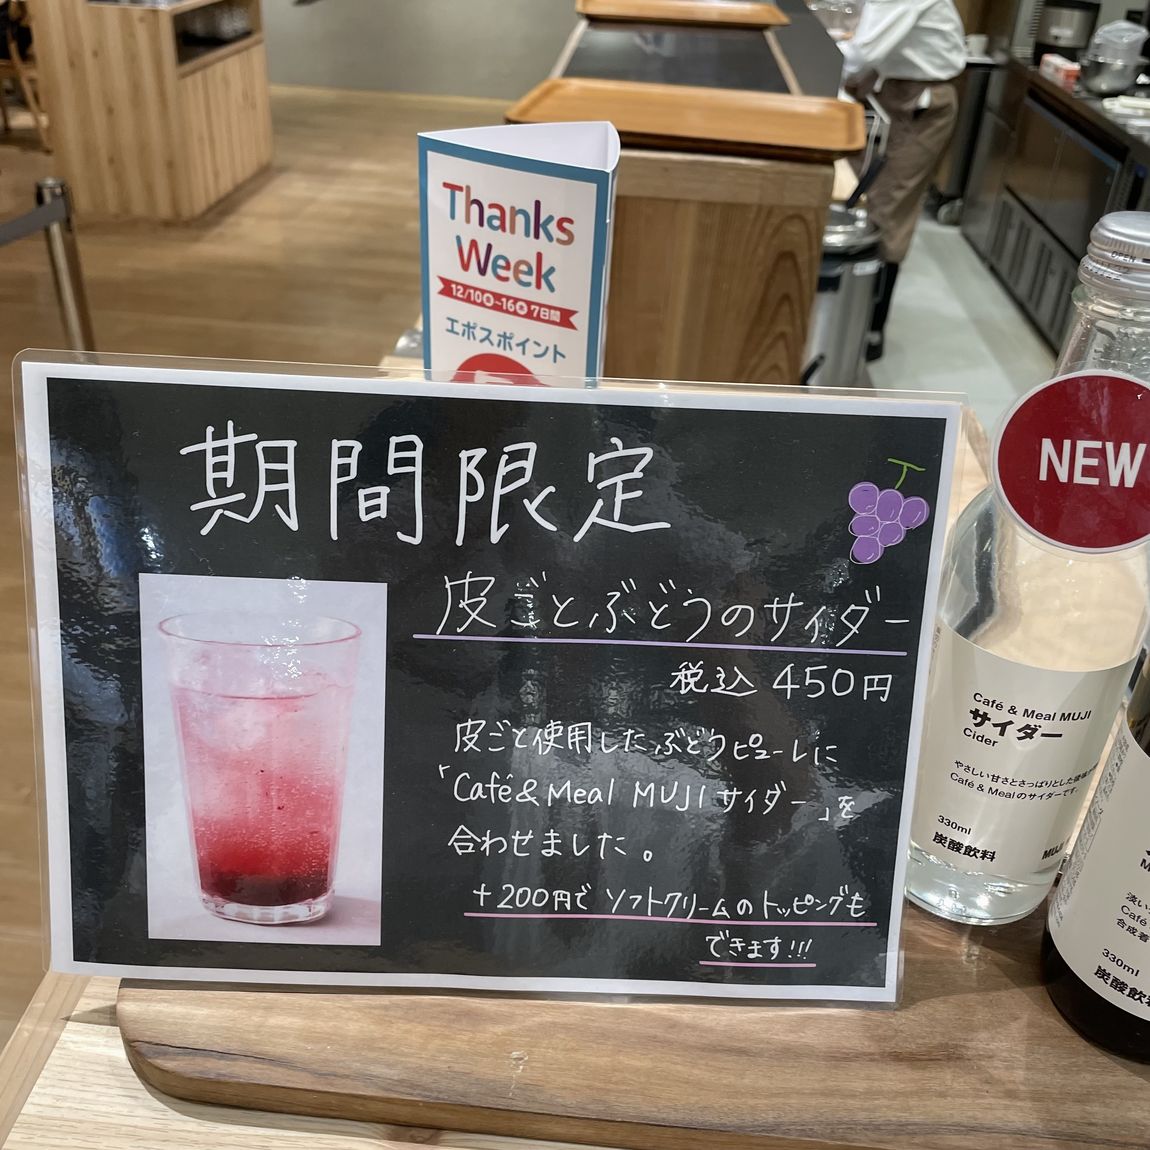 Thanks
Week
12/10金~16木 7日間
エポスポイント
期間限定
皮ごとぶどうのサイダー
税込 450円
皮ごと使用したぶどうピューレに
「Café&Meal MUJIサイダー」を
合わせました。
+200円で ソフトクリームのトッピングも
できます!!!
NEW
Café & Meal MUJI
サイダー
Cider
やさしい甘さとさっぱりとした
Café & Mealのサイダーです。
330ml
炭酸飲料
MUJI
330ml
炭酸飲